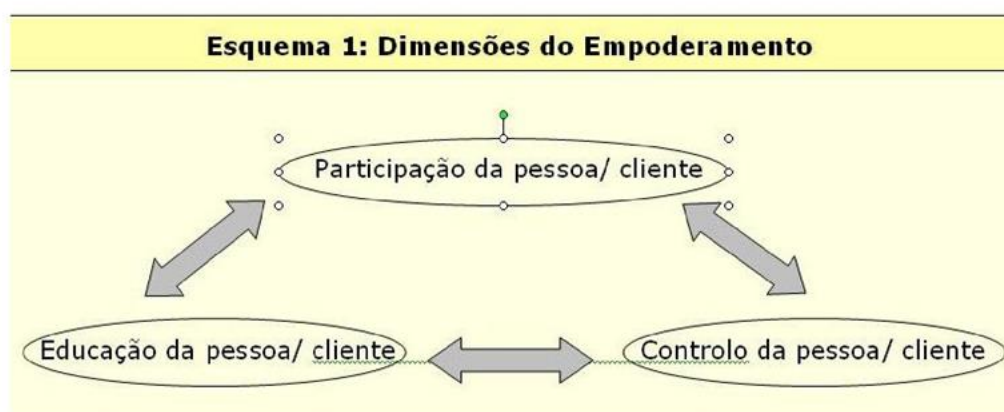 Esquema 1: Dimensões do Empoderamento
Participação da pessoa/ cliente
Educação da pessoa/ cliente
Controlo da pessoa/ cliente